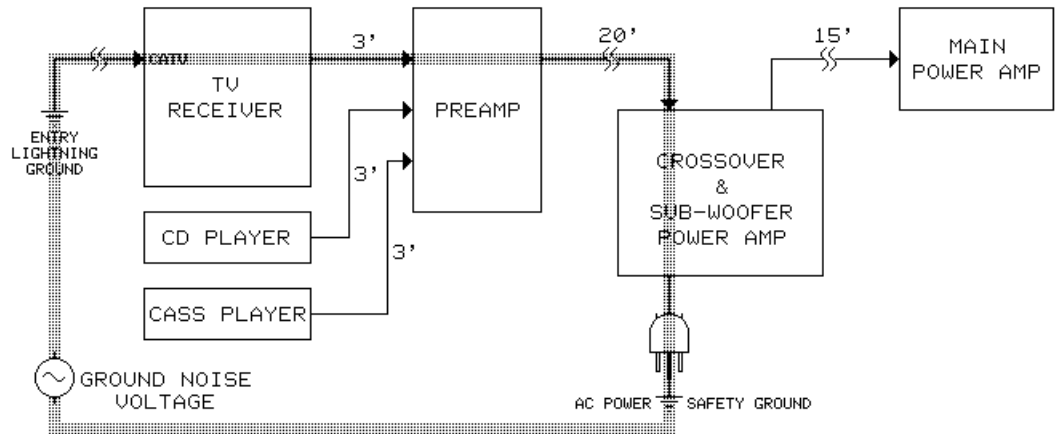 3'
20'
15'
MAIN
POWER AMP
CATV
TV
RECEIVER
PREAMP
ENTRY
LIGHTNING
GROUND
3'
CROSSOVER
&
SUB-WOOFER
POWER AMP
CD PLAYER
3'
CASS PLAYER
GROUND NOISE
VOLTAGE
AC POWER SAFETY GROUND